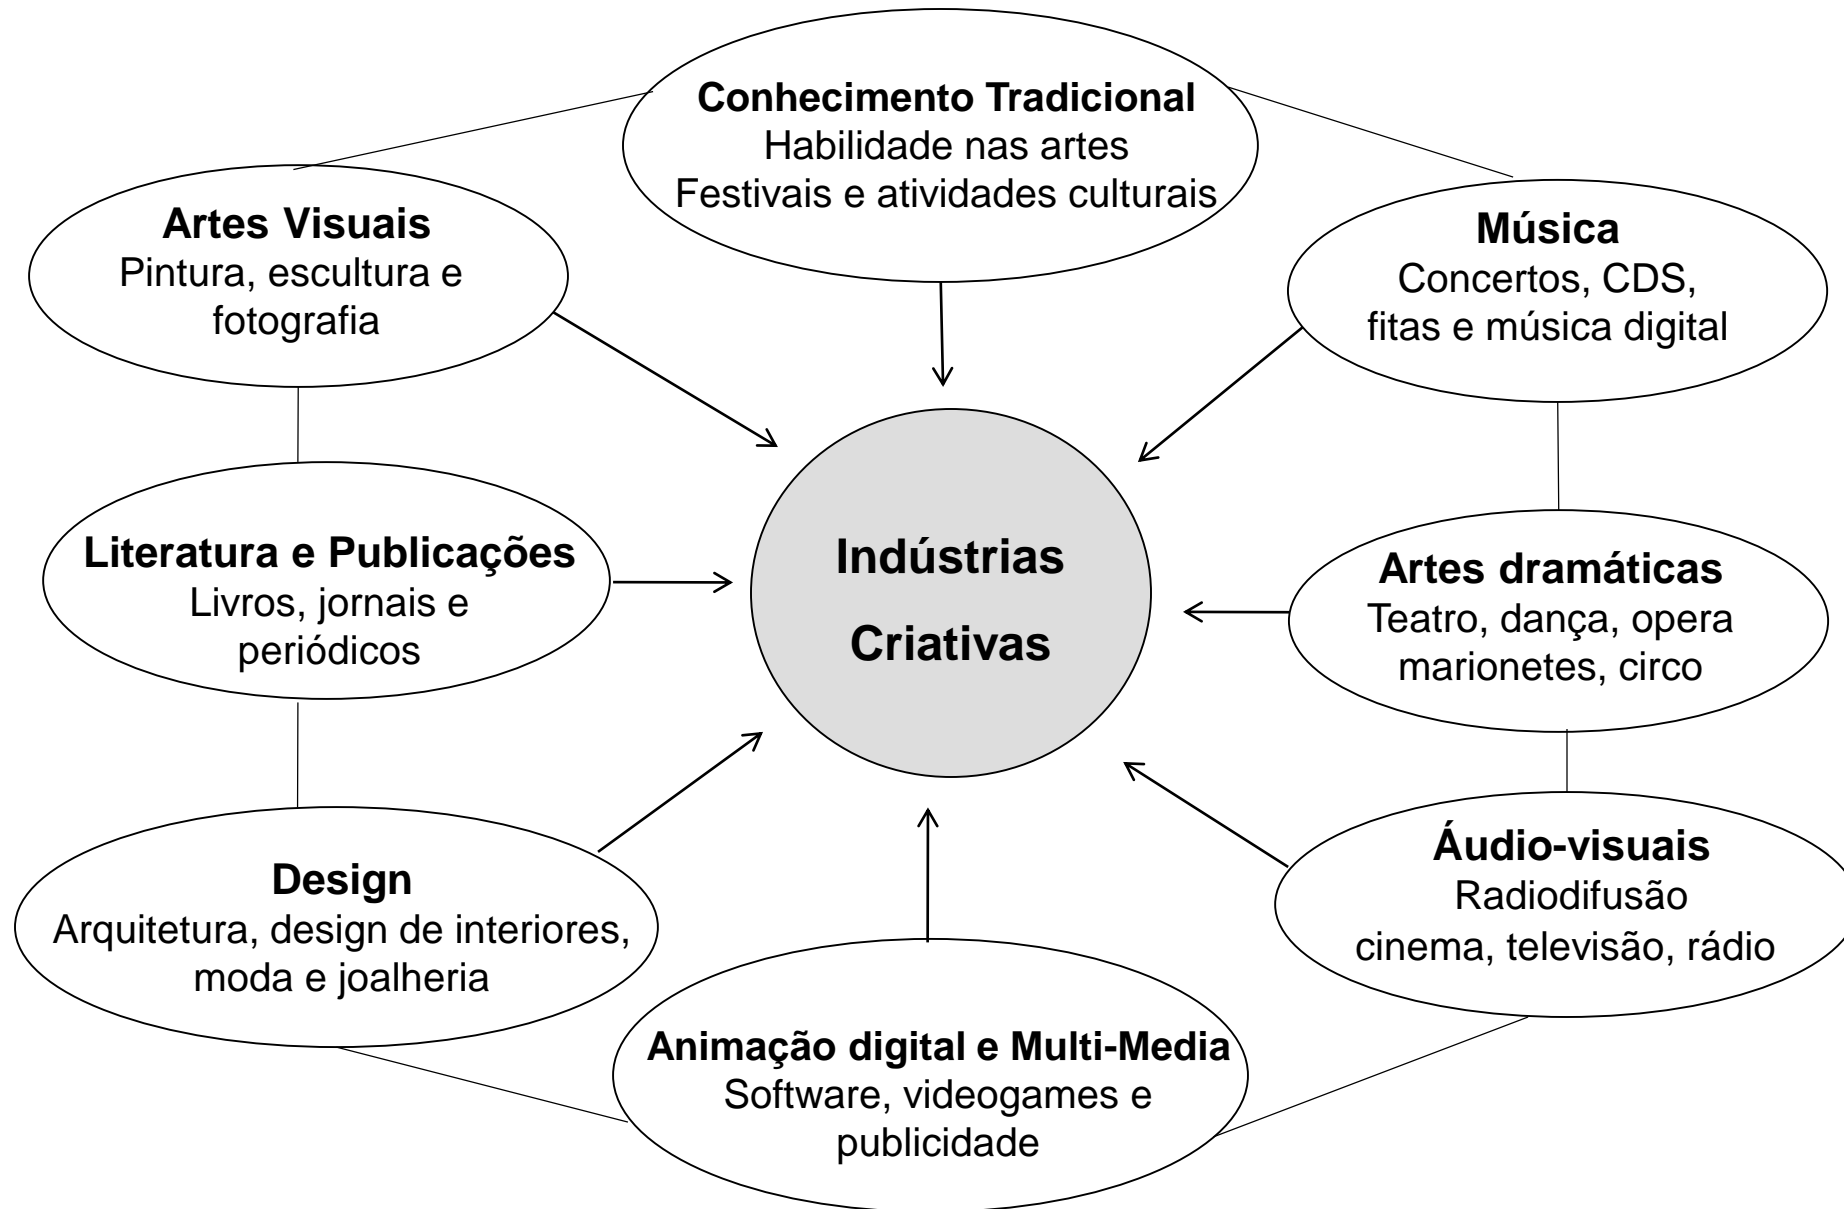 Conhecimento Tradicional
Habilidade nas artes
Festivais e atividades culturais
Artes Visuais
Pintura, escultura e
fotografia
Música
Concertos, CDS,
fitas e música digital
Literatura e Publicações
Livros, jornais e
periódicos
Indústrias
Criativas
Artes dramáticas
Teatro, dança, opera
marionetes, circo
Design
Arquitetura, design de interiores,
moda e joalheria
Áudio-visuais
Radiodifusão
cinema, televisão, rádio
Animação digital e Multi-Media
Software, videogames e
publicidade